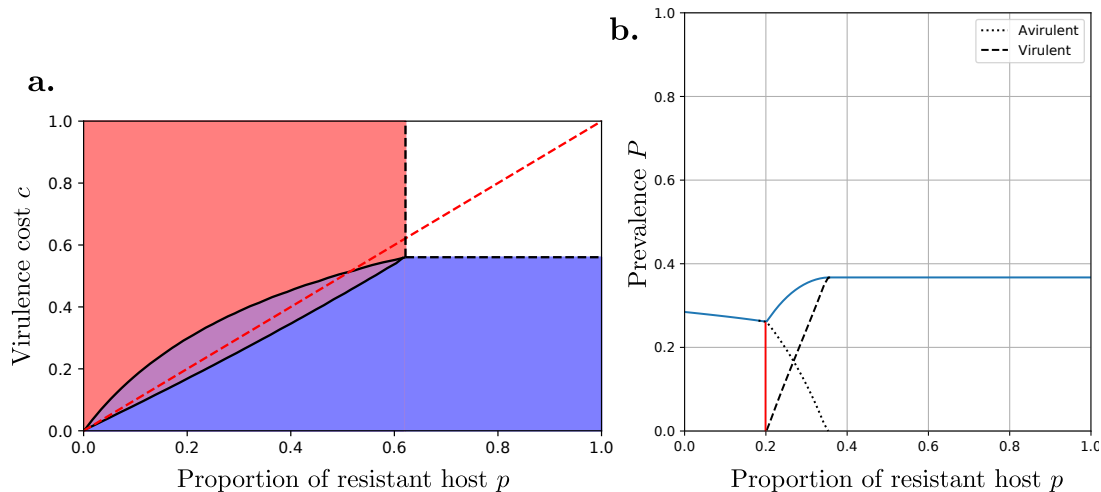 a.
1.0
0.8
0.6
0.4
0.2
0.0
Virulence cost c
0.0 0.2 0.4 0.6 0.8 1.0
Proportion of resistant host p
b.
1.0
0.8
0.6
0.4
0.2
0.0
Prevalence P
Avirulent
Virulent
0.0 0.2 0.4 0.6 0.8 1.0
Proportion of resistant host p